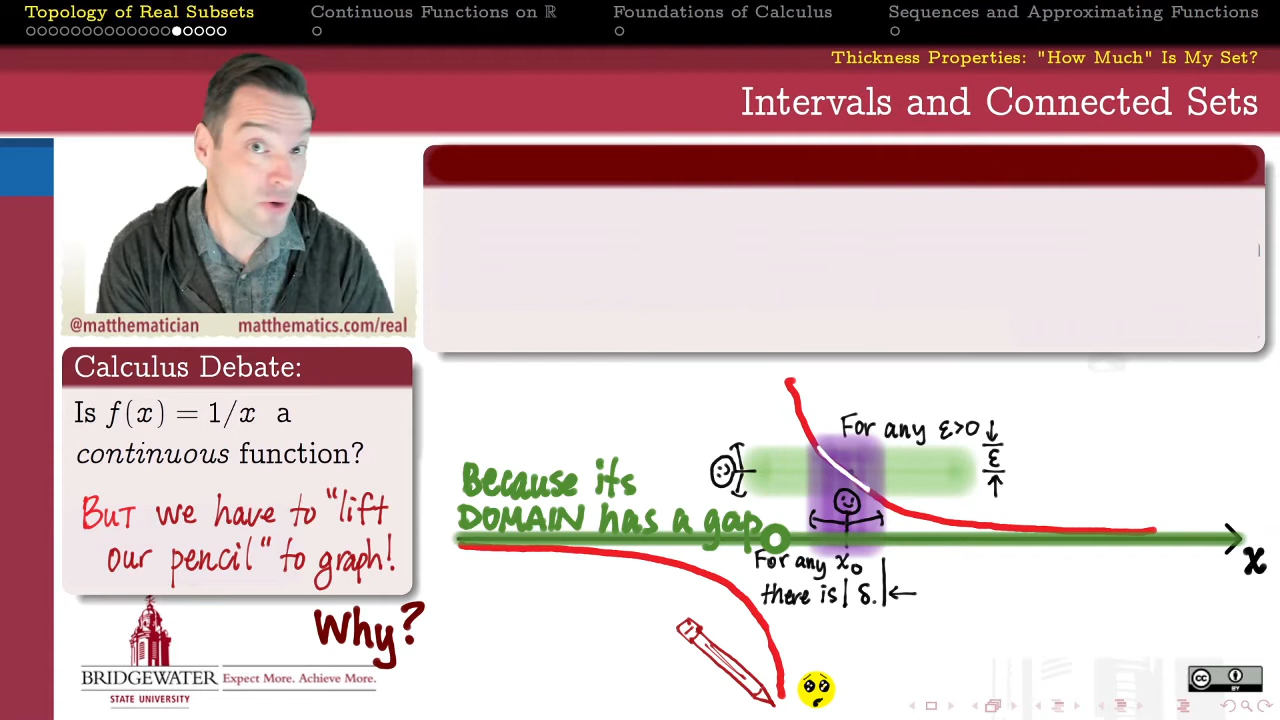 Topology of Real Subsets
Continuous Functions on ℝ
Foundations of Calculus
Sequences and Approximating Functions
Thickness Properties: "How Much" Is My Set?
Intervals and Connected Sets
@matthematician matthematics.com/real
Calculus Debate:
Is f(x) = 1/x a
continuous function?
BUT we have to "lift
our pencil" to graph!
Why?
BRIDGEWATER
STATE UNIVERSITY
Expect More. Achieve More.
For any ε>0
ε
Because its
DOMAIN has a gap
For any x₀
there is δ.
x
CC BY